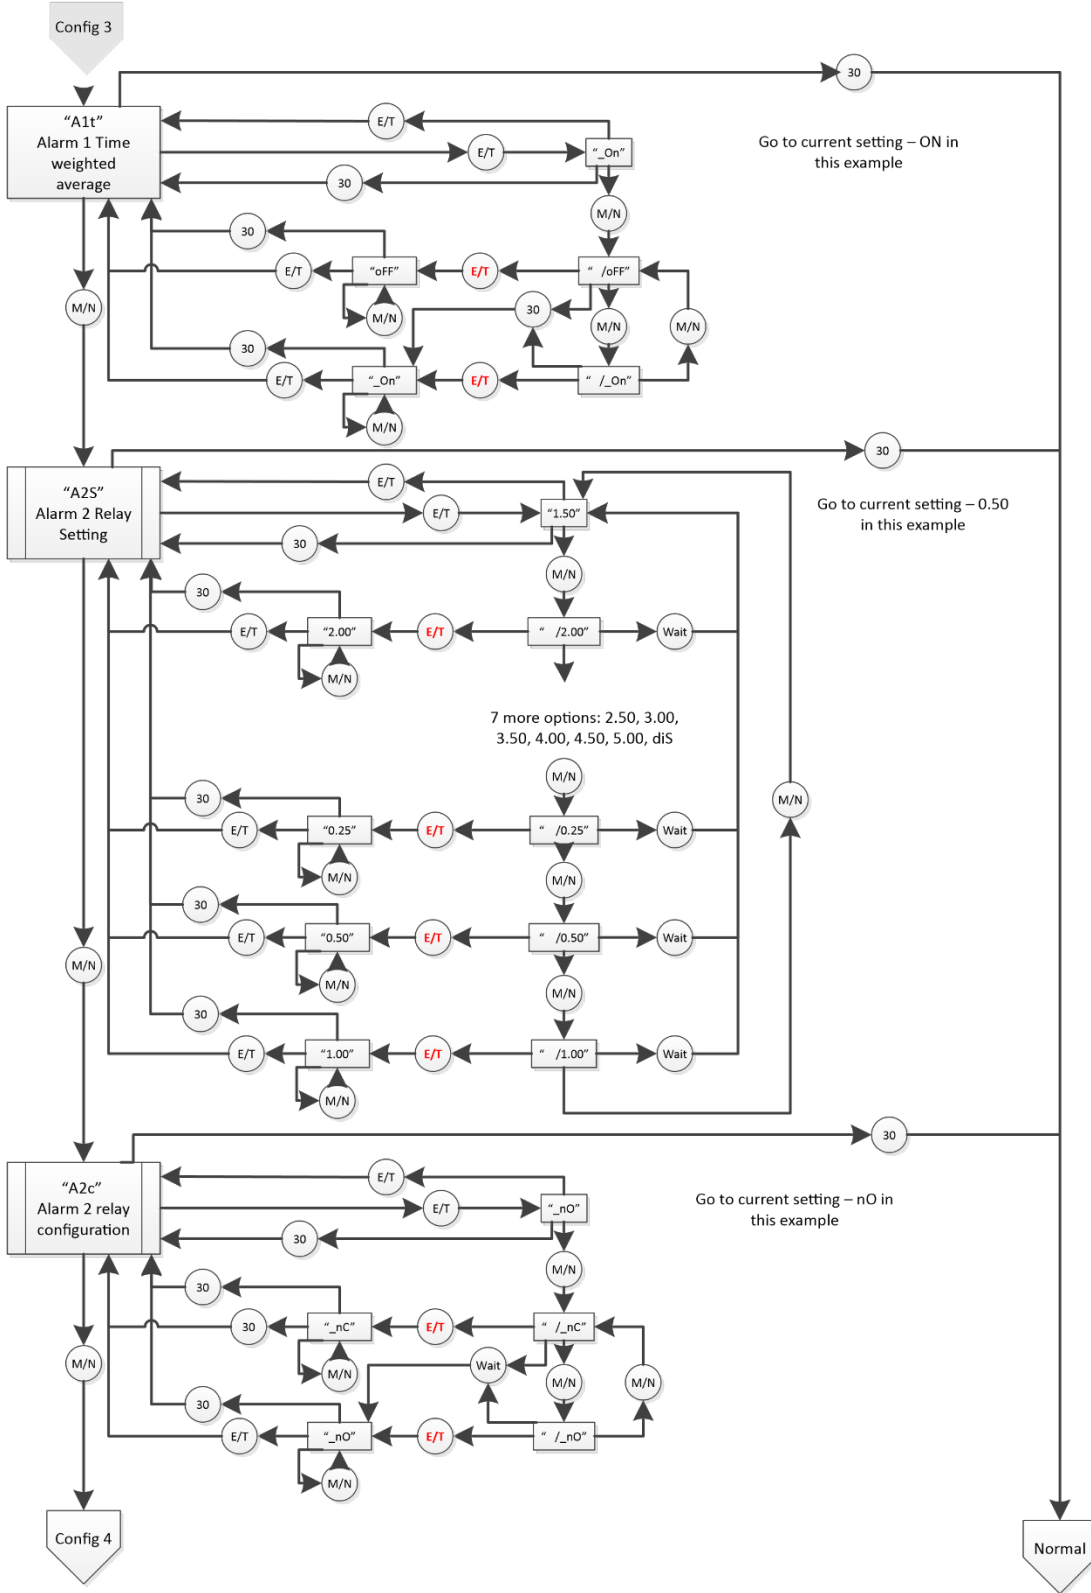 Config 3
30
“A1t”
Alarm 1 Time
weighted
average
E/T
E/T
“_On”
Go to current setting – ON in
this example
30
M/N
30
E/T
“oFF”
E/T
“ /oFF”
M/N
M/N
30
M/N
M/N
30
E/T
“_On”
E/T
“ /_On”
M/N
30
“A2S”
Alarm 2 Relay
Setting
E/T
E/T
“1.50”
Go to current setting – 0.50
in this example
30
M/N
30
E/T
“2.00”
E/T
“ /2.00”
Wait
M/N
7 more options: 2.50, 3.00,
3.50, 4.00, 4.50, 5.00, diS
M/N
30
M/N
E/T
“0.25”
E/T
“ /0.25”
Wait
M/N
M/N
30
E/T
“0.50”
E/T
“ /0.50”
Wait
M/N
M/N
M/N
30
E/T
“1.00”
E/T
“ /1.00”
Wait
M/N
30
“A2c”
Alarm 2 relay
configuration
E/T
E/T
“_nO”
Go to current setting – nO in
this example
30
M/N
30
30
“_nC”
E/T
“ /_nC”
M/N
M/N
Wait
M/N
M/N
30
E/T
“_nO”
E/T
“ /_nO”
M/N
Config 4
Normal